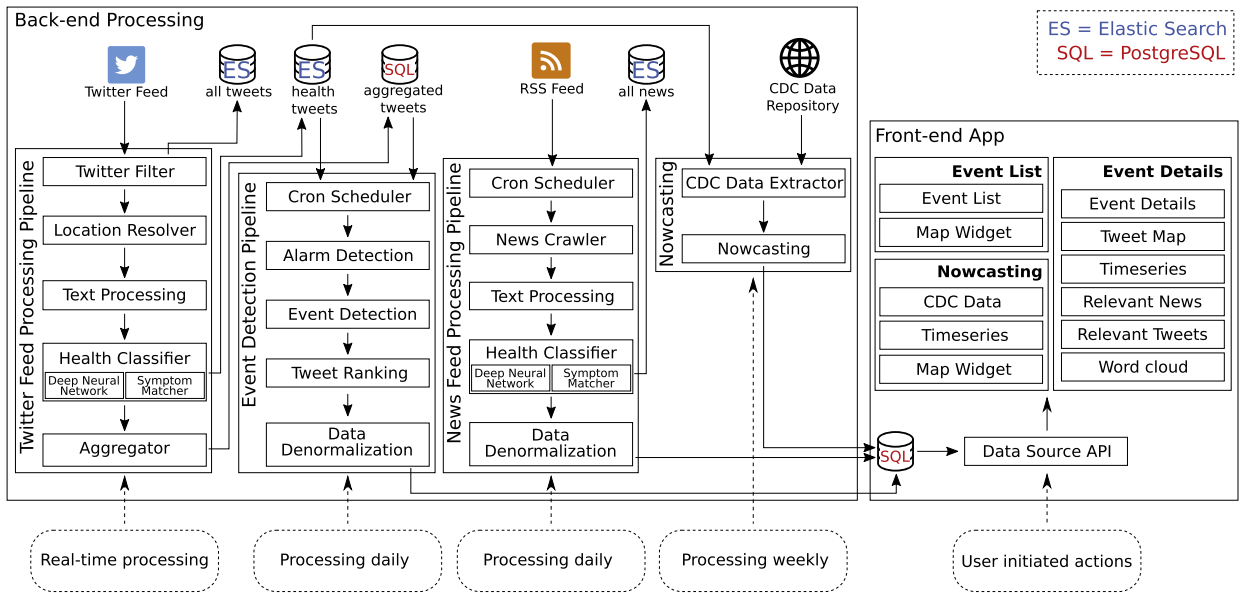 Back-end Processing
ES = Elastic Search
SQL = PostgreSQL
Twitter Feed
ES
all tweets
ES
health
tweets
SQL
aggregated
tweets
RSS Feed
ES
all news
CDC Data
Repository
Twitter Feed Processing Pipeline
Twitter Filter
Location Resolver
Text Processing
Health Classifier
Deep Neural
Network
Symptom
Matcher
Aggregator
Event Detection Pipeline
Cron Scheduler
Alarm Detection
Event Detection
Tweet Ranking
Data
Denormalization
News Feed Processing Pipeline
Cron Scheduler
News Crawler
Text Processing
Health Classifier
Deep Neural
Network
Symptom
Matcher
Data
Denormalization
Nowcasting
CDC Data Extractor
Nowcasting
Front-end App
Event List
Event List
Map Widget
Nowcasting
CDC Data
Timeseries
Map Widget
Event Details
Event Details
Tweet Map
Timeseries
Relevant News
Relevant Tweets
Word cloud
SQL
Data Source API
Real-time processing
Processing daily
Processing daily
Processing weekly
User initiated actions